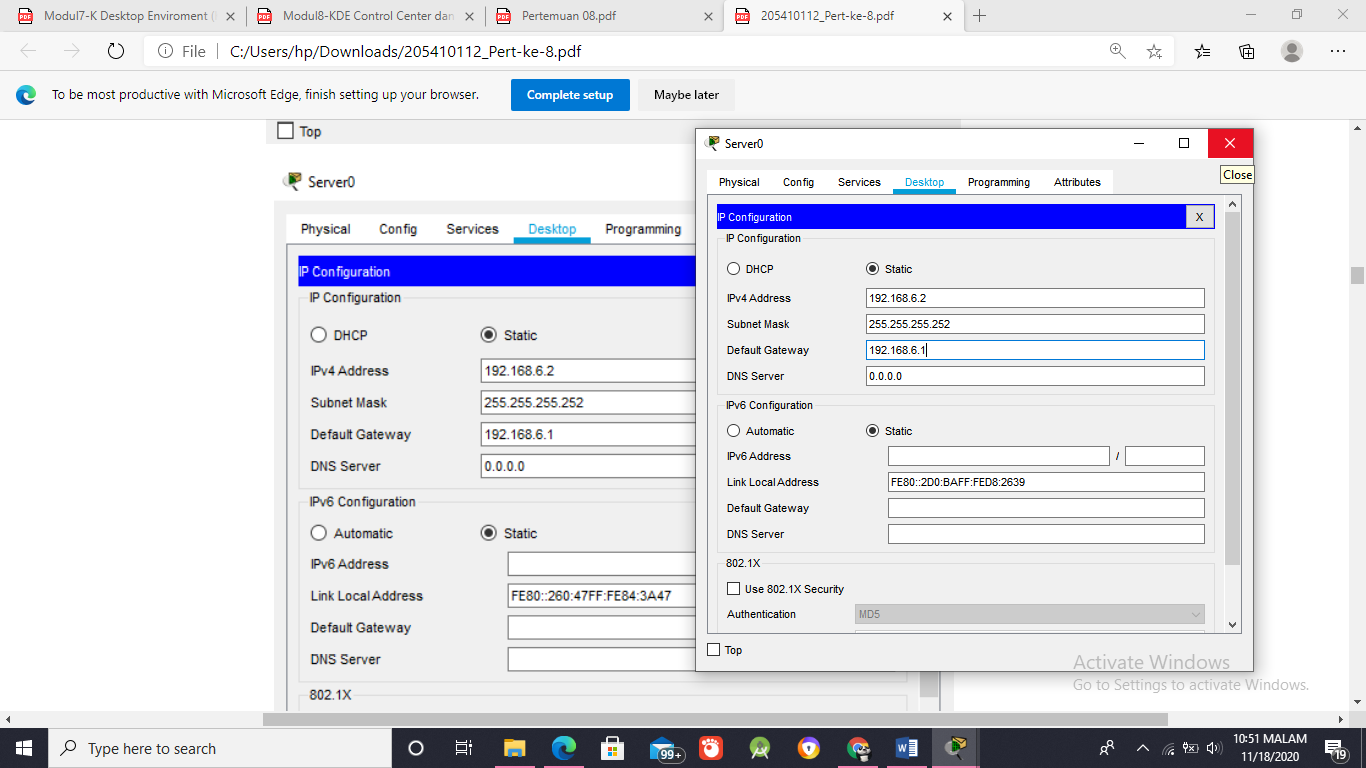 Modul7-K Desktop Enviroment (
Modul8-KDE Control Center dan
Pertemuan 08.pdf
205410112_Pert-ke-8.pdf
File
C:/Users/hp/Downloads/205410112_Pert-ke-8.pdf
To be most productive with Microsoft Edge, finish setting up your browser.
Complete setup
Maybe later
Top
Server0
Physical Config Services Desktop Programming
IP Configuration
IP Configuration
DHCP Static
IPv4 Address 192.168.6.2
Subnet Mask 255.255.255.252
Default Gateway 192.168.6.1
DNS Server 0.0.0.0
IPv6 Configuration
Automatic Static
IPv6 Address
Link Local Address FE80::260:47FF:FE84:3A47
Default Gateway
DNS Server
802.1X
Server0
Close
Physical Config Services Desktop Programming Attributes
IP Configuration X
IP Configuration
DHCP Static
IPv4 Address 192.168.6.2
Subnet Mask 255.255.255.252
Default Gateway 192.168.6.1
DNS Server 0.0.0.0
IPv6 Configuration
Automatic Static
IPv6 Address /
Link Local Address FE80::2D0:BAFF:FED8:2639
Default Gateway
DNS Server
802.1X
Use 802.1X Security
Authentication MD5
Top
Activate Windows
Go to Settings to activate Windows.
Type here to search
99+
10:51 MALAM
11/18/2020
19